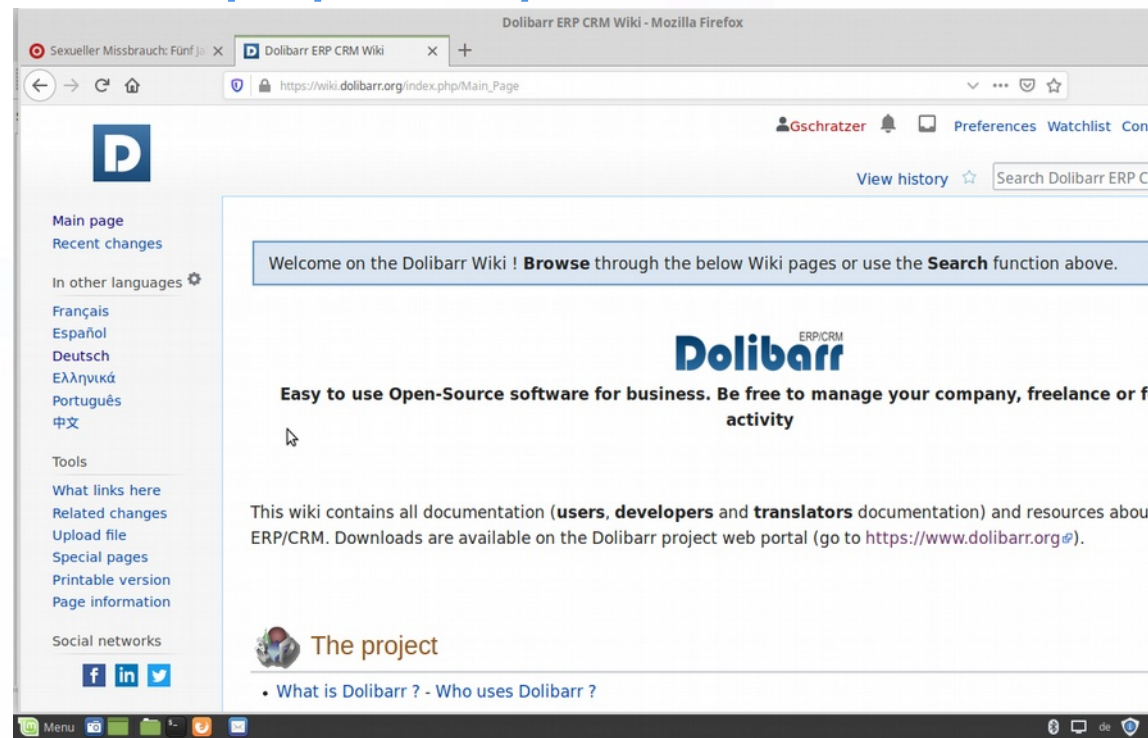 Dolibarr ERP CRM Wiki - Mozilla Firefox
Sexueller Missbrauch: Fünf
Dolibarr ERP CRM Wiki
https://wiki.dolibarr.org/index.php/Main_Page
Gschratzer Preferences Watchlist Con
View history Search Dolibarr ERP C
D
Main page
Recent changes
In other languages
Français
Español
Deutsch
Ελληνικά
Português
中文
Tools
What links here
Related changes
Upload file
Special pages
Printable version
Page information
Social networks
f in
Welcome on the Dolibarr Wiki ! Browse through the below Wiki pages or use the Search function above.
Dolibarr ERP/CRM
Easy to use Open-Source software for business. Be free to manage your company, freelance or f
activity
This wiki contains all documentation (users, developers and translators documentation) and resources abou
ERP/CRM. Downloads are available on the Dolibarr project web portal (go to https://www.dolibarr.org).
The project
• What is Dolibarr ? - Who uses Dolibarr ?
Menu de